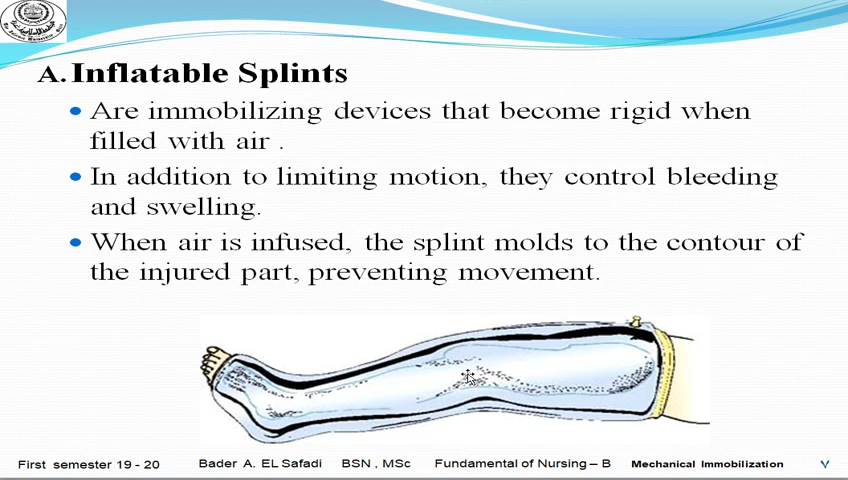 A. Inflatable Splints
• Are immobilizing devices that become rigid when
filled with air .
• In addition to limiting motion, they control bleeding
and swelling.
• When air is infused, the splint molds to the contour of
the injured part, preventing movement.
First semester 19 - 20 Bader A. EL Safadi BSN , MSc Fundamental of Nursing – B Mechanical Immobilization ٧